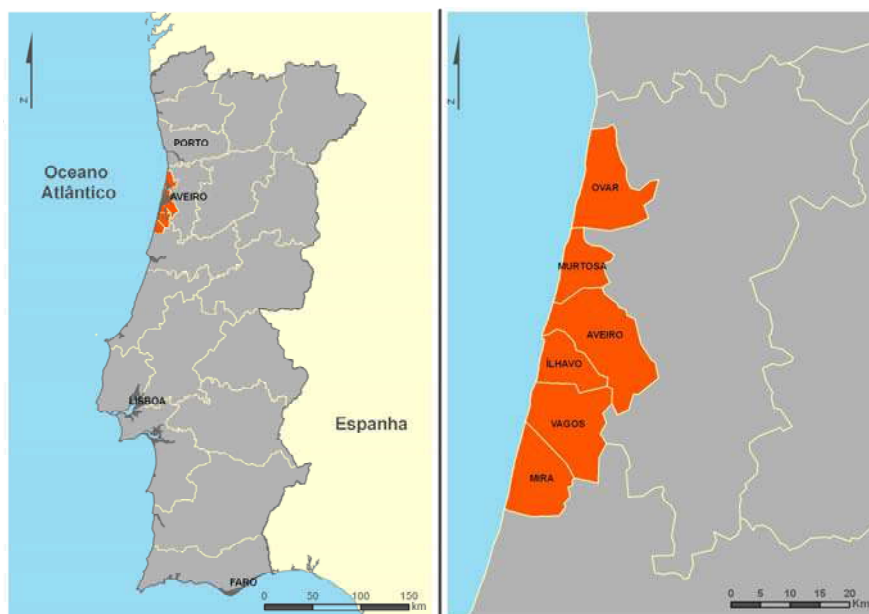 N
PORTO
Oceano
Atlântico
AVEIRO
LISBOA
Espanha
FARO
0 50 100 150
km
N
OVAR
MURTOSA
AVEIRO
ÍLHAVO
VAGOS
MIRA
0 5 10 20
Km